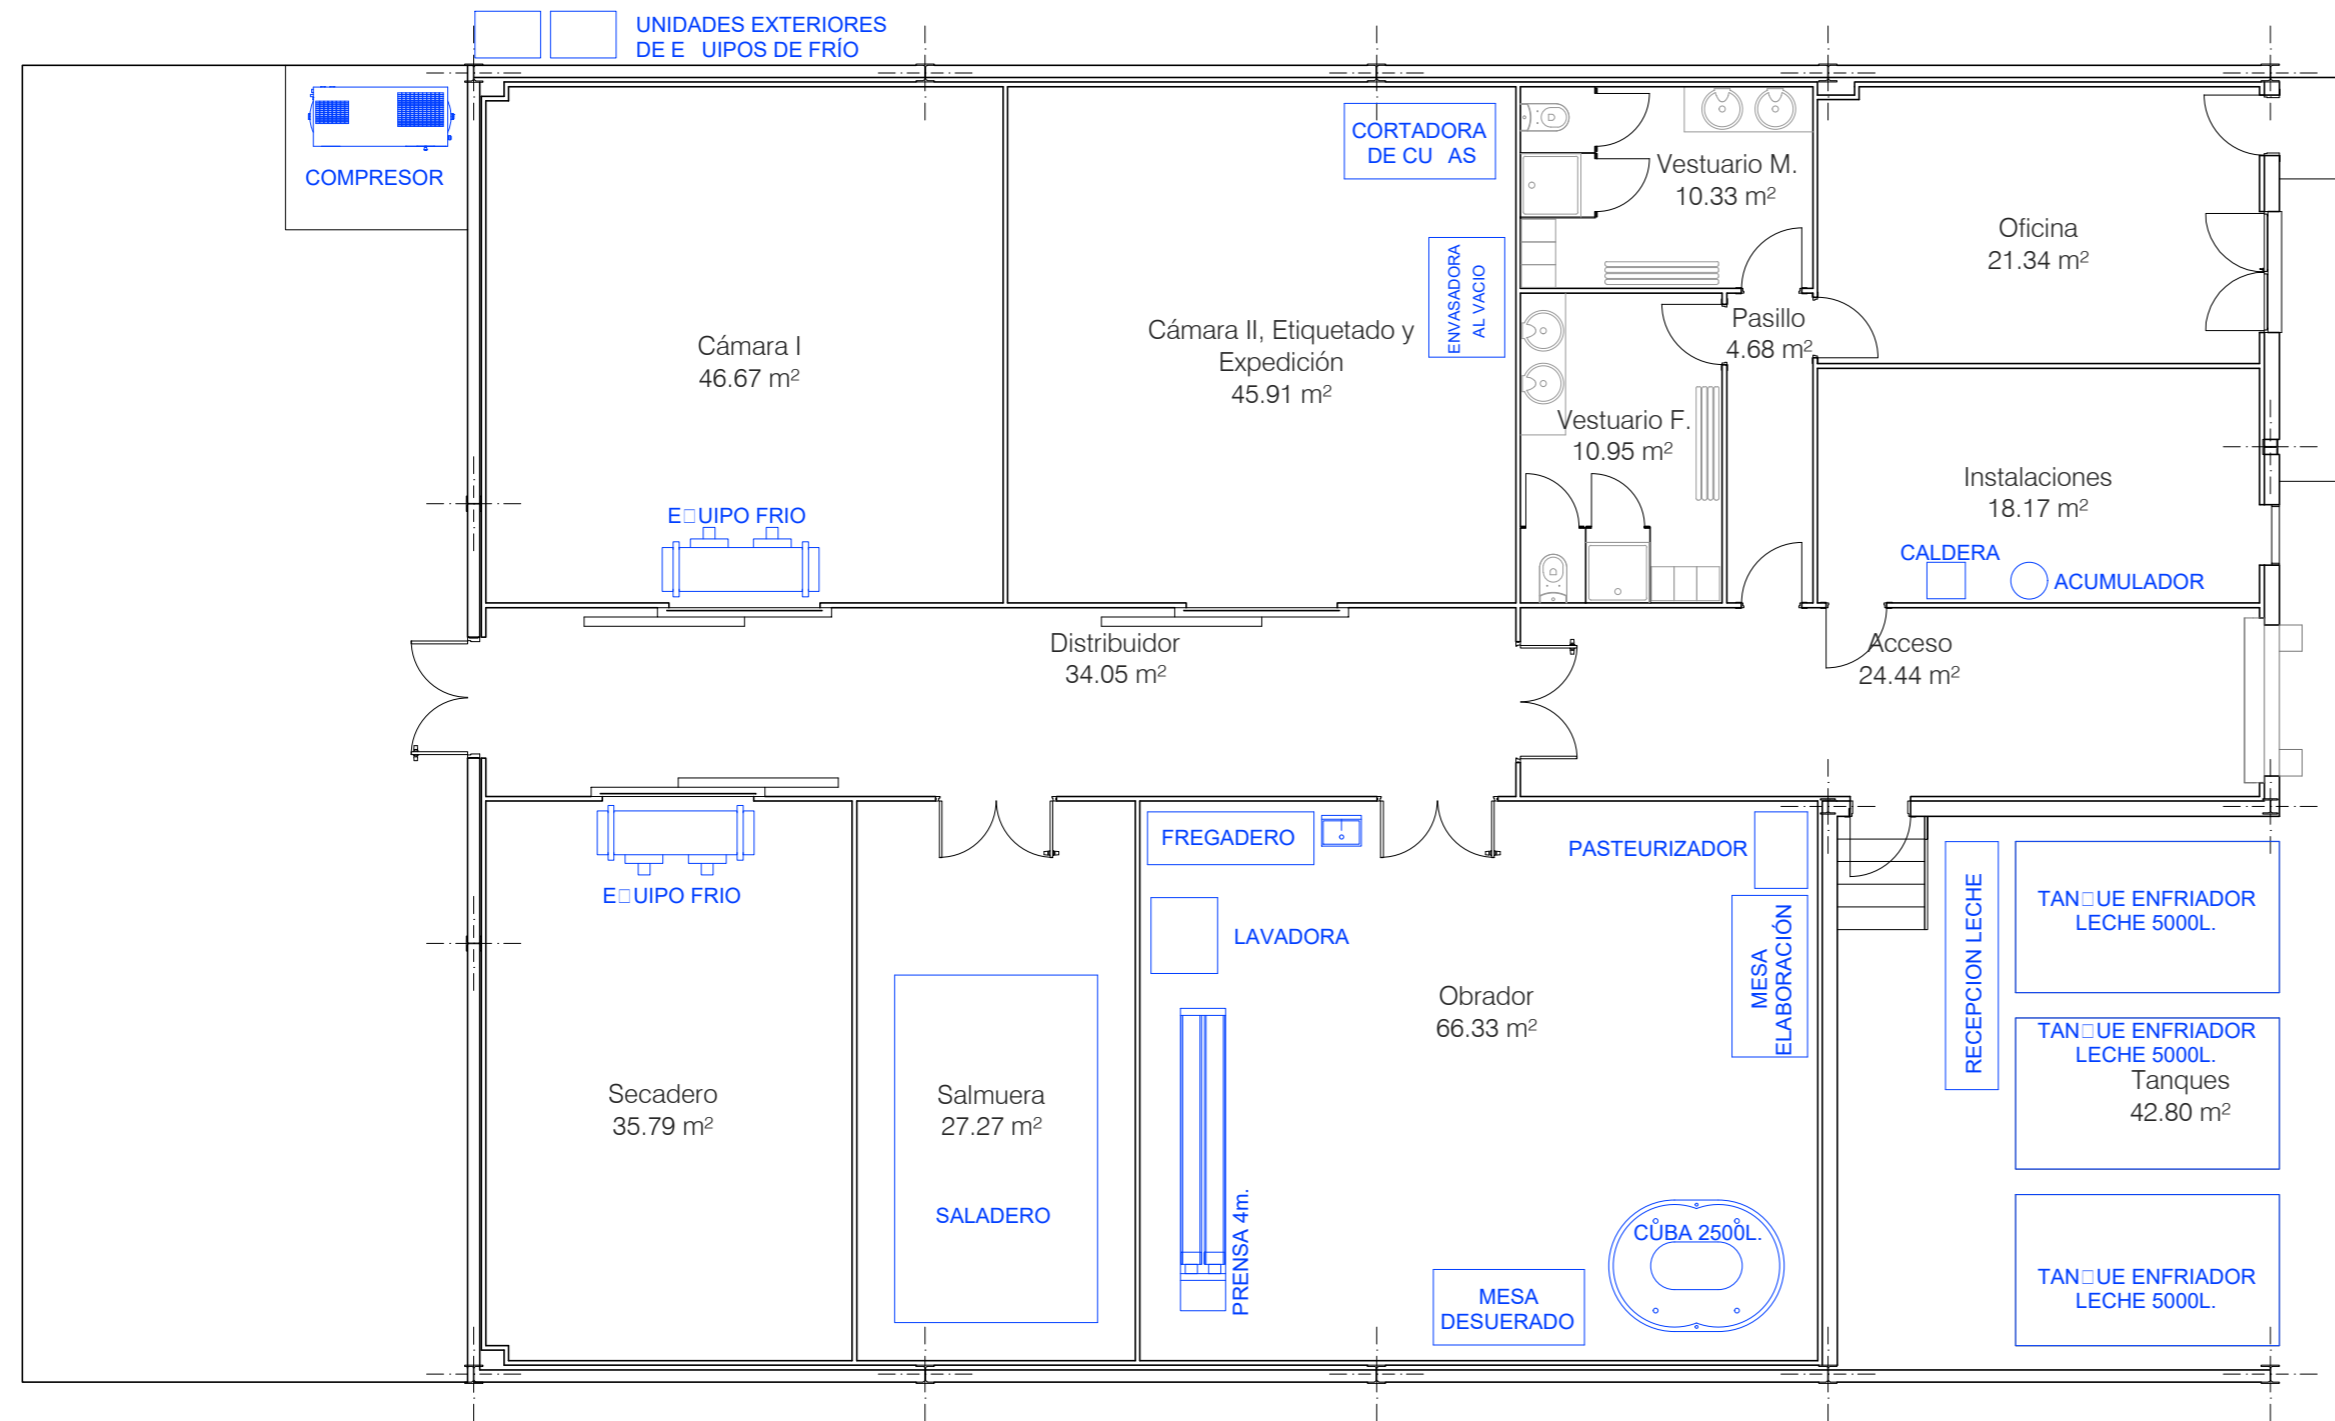 UNIDADES EXTERIORES
DE E UIPOS DE FRÍO
COMPRESOR
CORTADORA
DE CU AS
Vestuario M.
10.33 m²
Oficina
21.34 m²
ENVASADORA
AL VACIO
Cámara I
46.67 m²
Cámara II, Etiquetado y
Expedición
45.91 m²
Pasillo
4.68 m²
Vestuario F.
10.95 m²
Instalaciones
18.17 m²
E□UIPO FRIO
CALDERA
ACUMULADOR
Distribuidor
34.05 m²
Acceso
24.44 m²
E□UIPO FRIO
FREGADERO
PASTEURIZADOR
LAVADORA
MESA
ELABORACIÓN
RECEPCION LECHE
TAN□UE ENFRIADOR
LECHE 5000L.
Obrador
66.33 m²
TAN□UE ENFRIADOR
LECHE 5000L.
Tanques
42.80 m²
Secadero
35.79 m²
Salmuera
27.27 m²
SALADERO
PRENSA 4m.
CUBA 2500L.
MESA
DESUERADO
TAN□UE ENFRIADOR
LECHE 5000L.